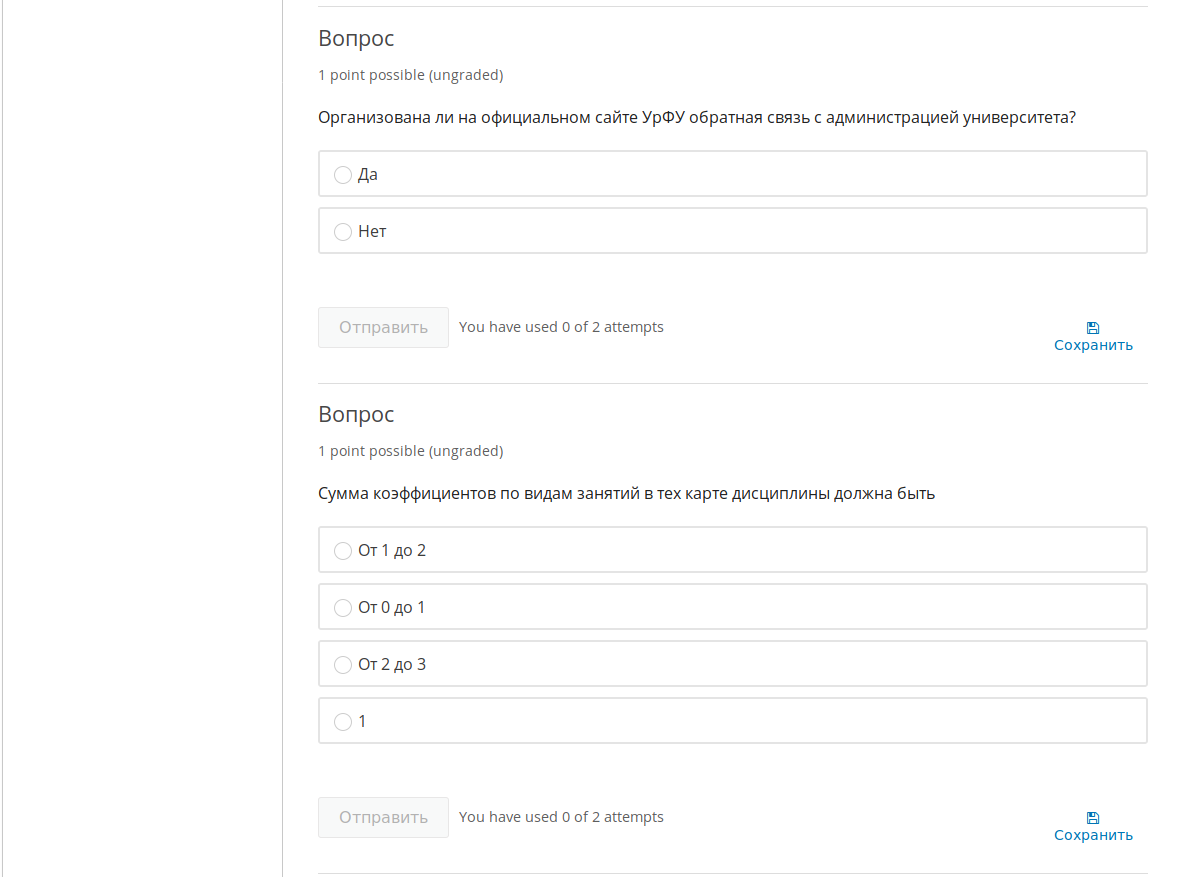 Вопрос
1 point possible (ungraded)
Организована ли на официальном сайте УрФУ обратная связь с администрацией университета?
Да
Нет
Отправить You have used 0 of 2 attempts
Сохранить
Вопрос
1 point possible (ungraded)
Сумма коэффициентов по видам занятий в тех карте дисциплины должна быть
От 1 до 2
От 0 до 1
От 2 до 3
1
Отправить You have used 0 of 2 attempts
Сохранить